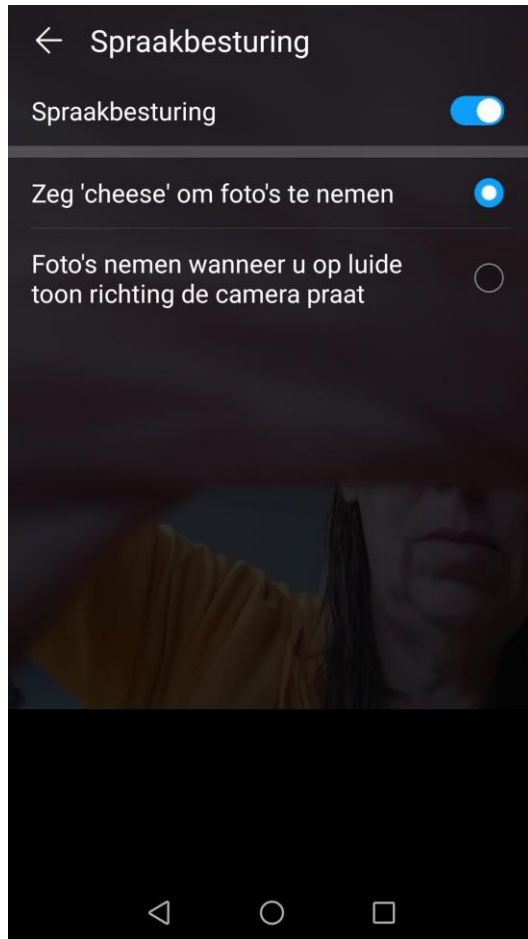 Spraakbesturing
Spraakbesturing
Zeg 'cheese' om foto's te nemen
Foto's nemen wanneer u op luide
toon richting de camera praat